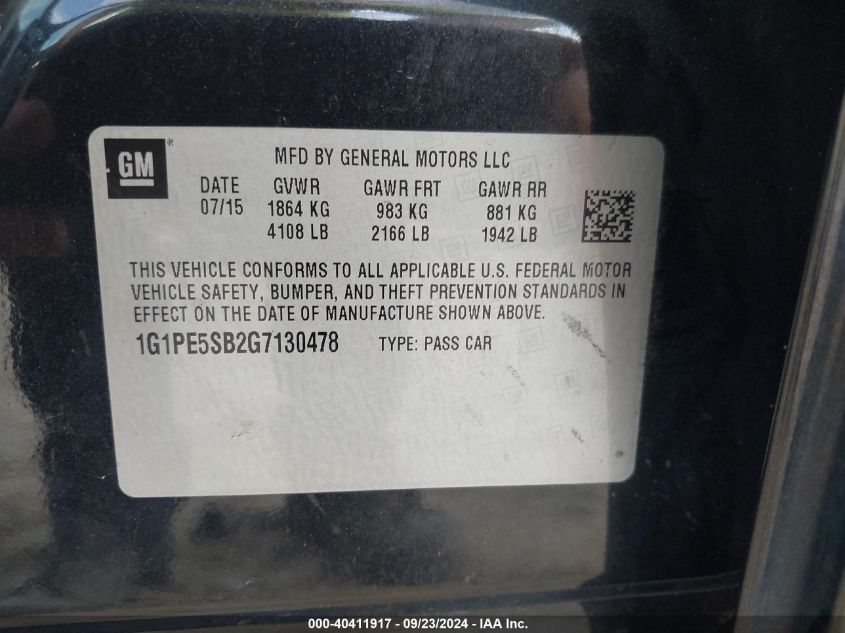 GM
MFD BY GENERAL MOTORS LLC
DATE GVWR GAWR FRT GAWR RR
07/15 1864 KG 983 KG 881 KG
4108 LB 2166 LB 1942 LB
THIS VEHICLE CONFORMS TO ALL APPLICABLE U.S. FEDERAL MOTOR
VEHICLE SAFETY, BUMPER, AND THEFT PREVENTION STANDARDS IN
EFFECT ON THE DATE OF MANUFACTURE SHOWN ABOVE.
1G1PE5SB2G7130478 TYPE: PASS CAR
000-40411917 - 09/23/2024 - IAA Inc.